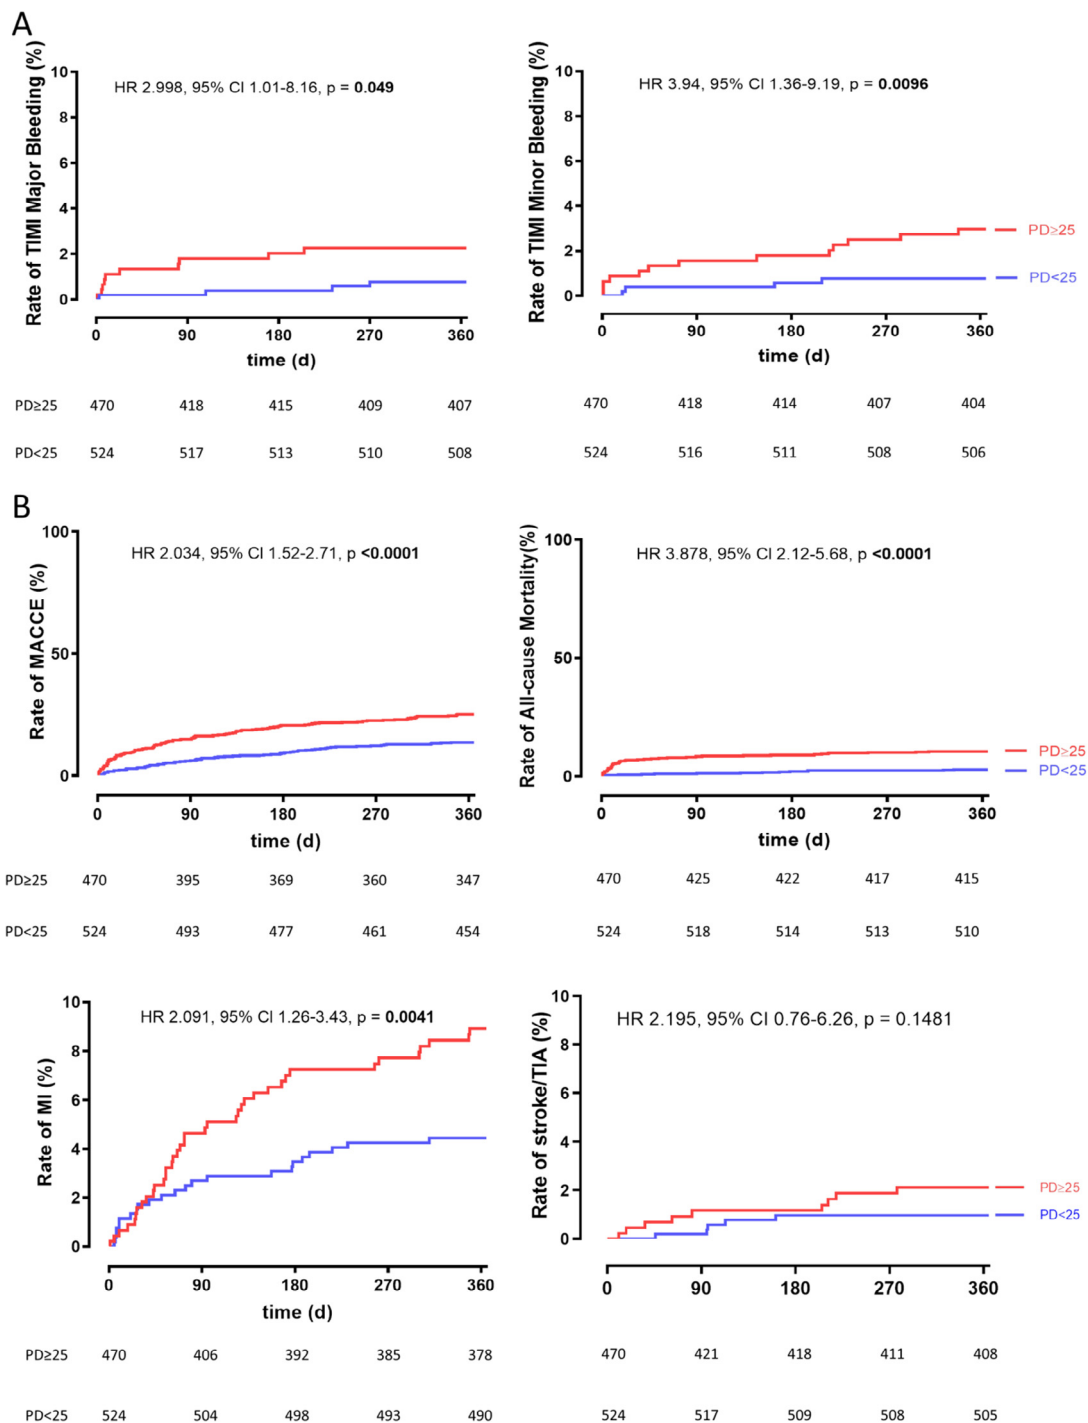 A
Rate of TIMI Major Bleeding (%)
HR 2.998, 95% CI 1.01-8.16, p = 0.049
10
8
6
4
2
0
0 90 180 270 360
time (d)
PD≥25 470 418 415 409 407
PD<25 524 517 513 510 508
Rate of TIMI Minor Bleeding (%)
HR 3.94, 95% CI 1.36-9.19, p = 0.0096
10
8
6
4
2
0
PD≥25
PD<25
0 90 180 270 360
time (d)
470 418 414 407 404
524 516 511 508 506
B
Rate of MACCE (%)
HR 2.034, 95% CI 1.52-2.71, p <0.0001
100
50
0
0 90 180 270 360
time (d)
PD≥25 470 395 369 360 347
PD<25 524 493 477 461 454
Rate of All-cause Mortality(%)
HR 3.878, 95% CI 2.12-5.68, p <0.0001
100
50
0
PD≥25
PD<25
0 90 180 270 360
time (d)
470 425 422 417 415
524 518 514 513 510
Rate of MI (%)
HR 2.091, 95% CI 1.26-3.43, p = 0.0041
10
8
6
4
2
0
0 90 180 270 360
time (d)
PD≥25 470 406 392 385 378
PD<25 524 504 498 493 490
Rate of stroke/TIA (%)
HR 2.195, 95% CI 0.76-6.26, p = 0.1481
10
8
6
4
2
0
PD≥25
PD<25
0 90 180 270 360
470 421 418 411 408
524 517 509 508 505